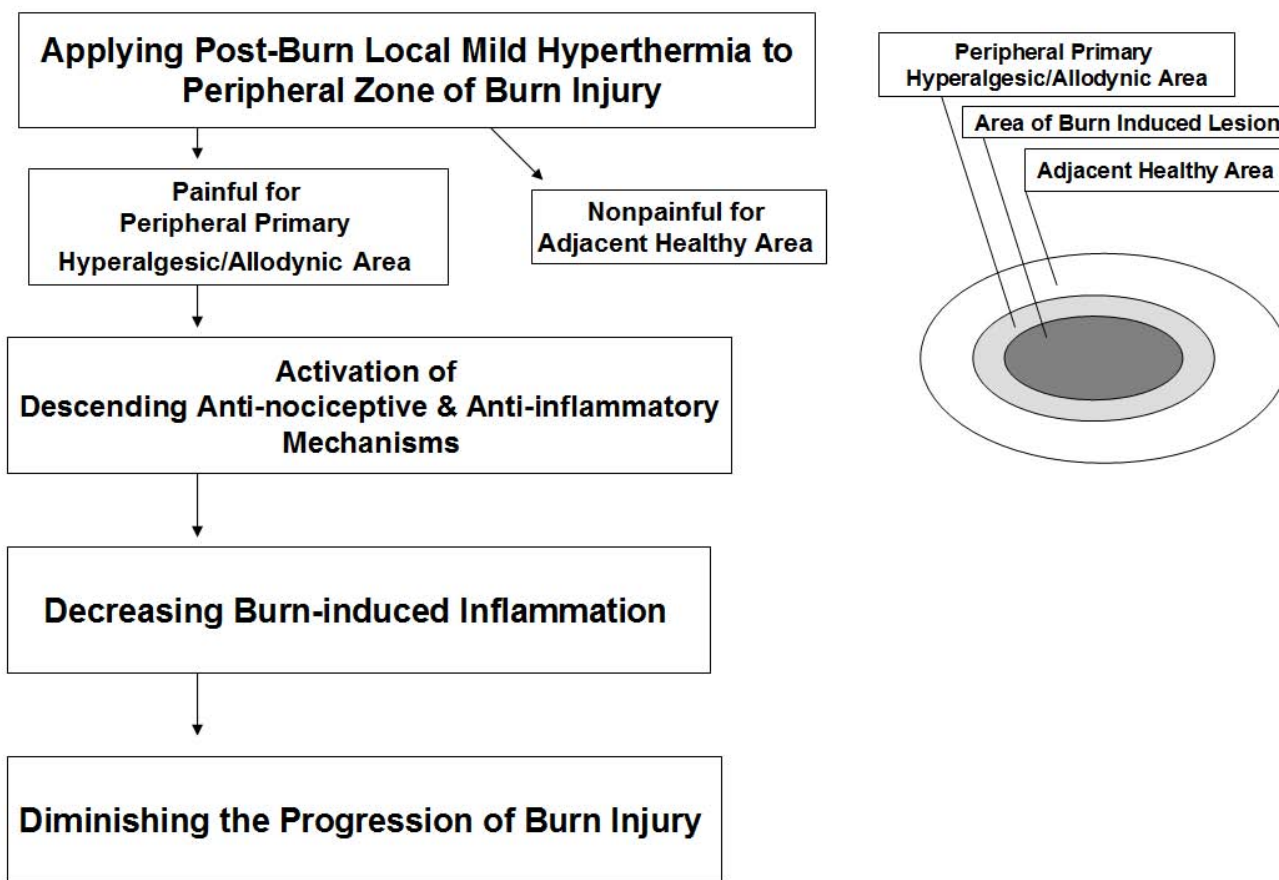 Applying Post-Burn Local Mild Hyperthermia to
Peripheral Zone of Burn Injury
Painful for
Peripheral Primary
Hyperalgesic/Allodynic Area
Nonpainful for
Adjacent Healthy Area
Activation of
Descending Anti-nociceptive & Anti-inflammatory
Mechanisms
Decreasing Burn-induced Inflammation
Diminishing the Progression of Burn Injury
Peripheral Primary
Hyperalgesic/Allodynic Area
Area of Burn Induced Lesion
Adjacent Healthy Area